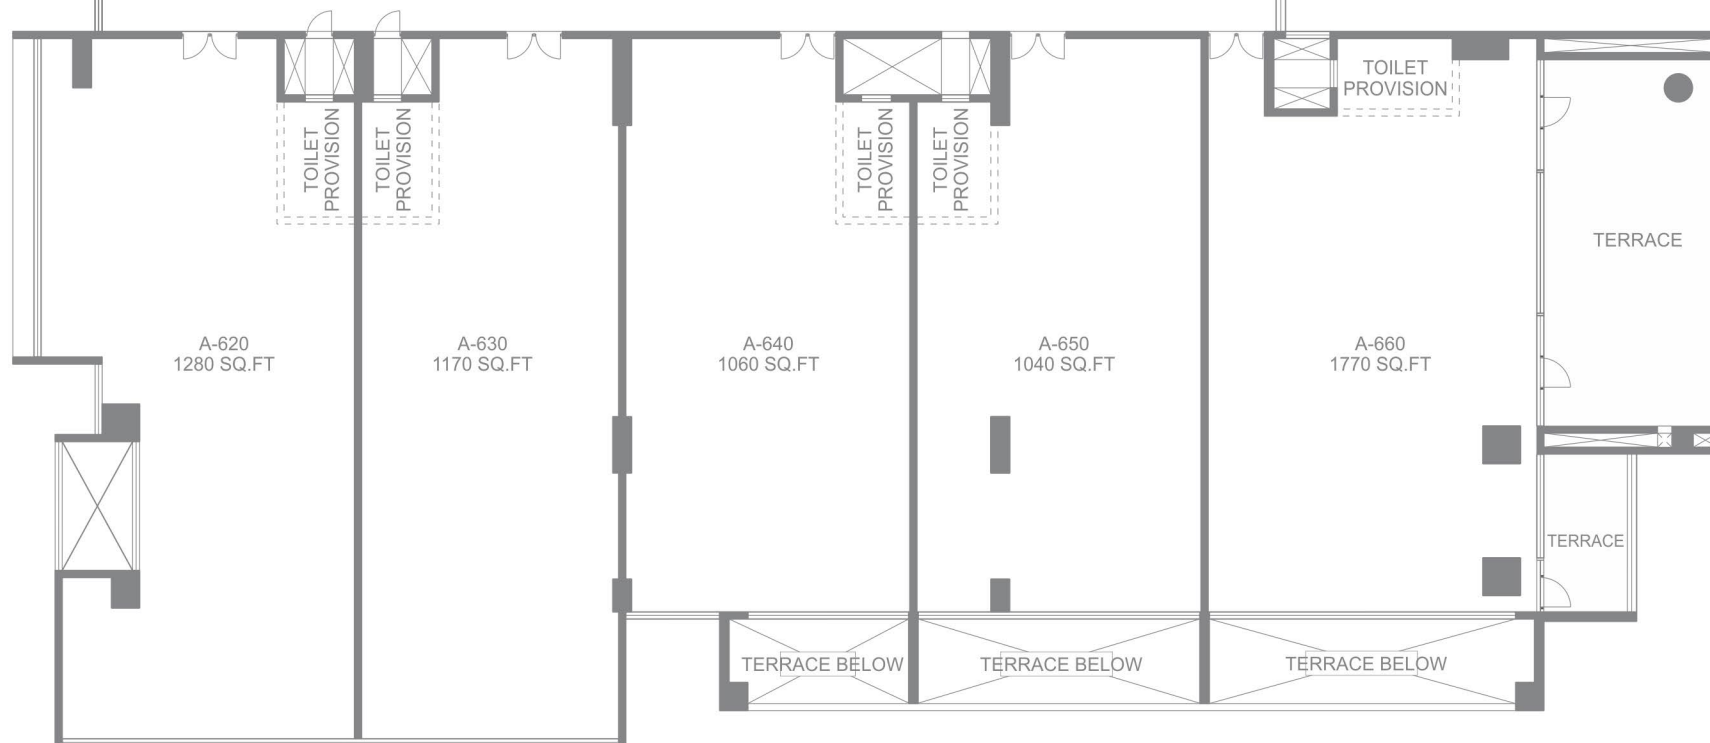 TOILET
PROVISION
TOILET
PROVISION
TOILET
PROVISION
TOILET
PROVISION
TOILET
PROVISION
TERRACE
A-620
1280 SQ.FT
A-630
1170 SQ.FT
A-640
1060 SQ.FT
A-650
1040 SQ.FT
A-660
1770 SQ.FT
TERRACE
TERRACE BELOW
TERRACE BELOW
TERRACE BELOW